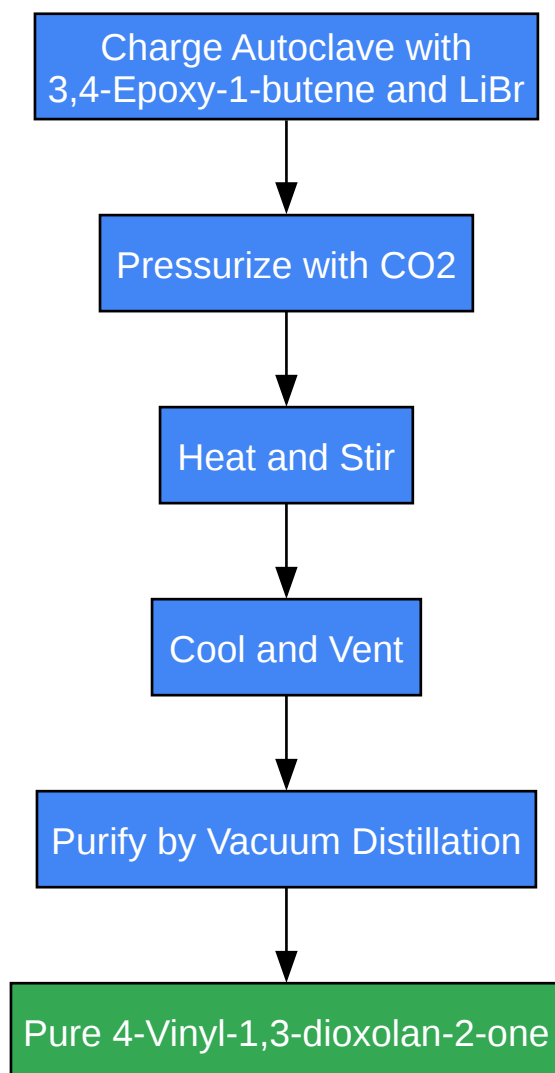 Charge Autoclave with
3,4-Epoxy-1-butene and LiBr
Pressurize with CO2
Heat and Stir
Cool and Vent
Purify by Vacuum Distillation
Pure 4-Vinyl-1,3-dioxolan-2-one